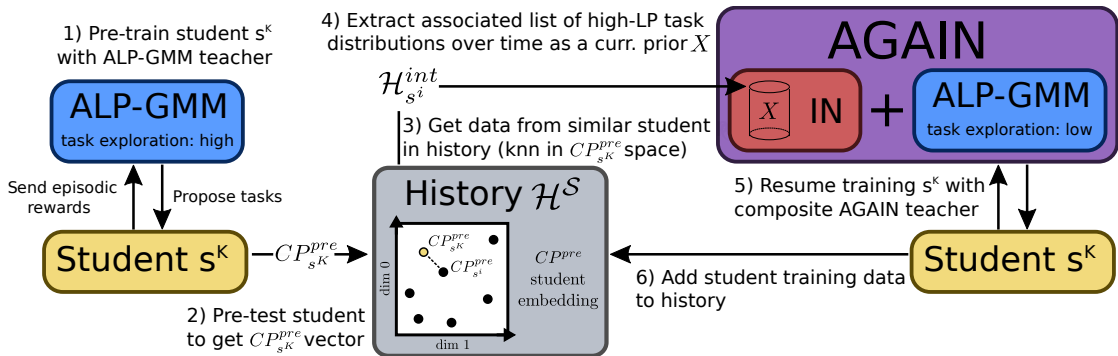 1) Pre-train student s^K
with ALP-GMM teacher
ALP-GMM
task exploration: high
Send episodic
rewards
Propose tasks
Student s^K
CP^{pre}_{s^K}
2) Pre-test student
to get CP^{pre}_{s^K} vector
4) Extract associated list of high-LP task
distributions over time as a curr. prior X
H^{int}_{s^i}
3) Get data from similar student
in history (knn in CP^{pre}_{s^K} space)
History H^S
CP^{pre}_{s^K}
CP^{pre}_{s^i}
dim 0
dim 1
CP^{pre}
student
embedding
AGAIN
X
IN
+
ALP-GMM
task exploration: low
5) Resume training s^K with
composite AGAIN teacher
Student s^K
6) Add student training data
to history